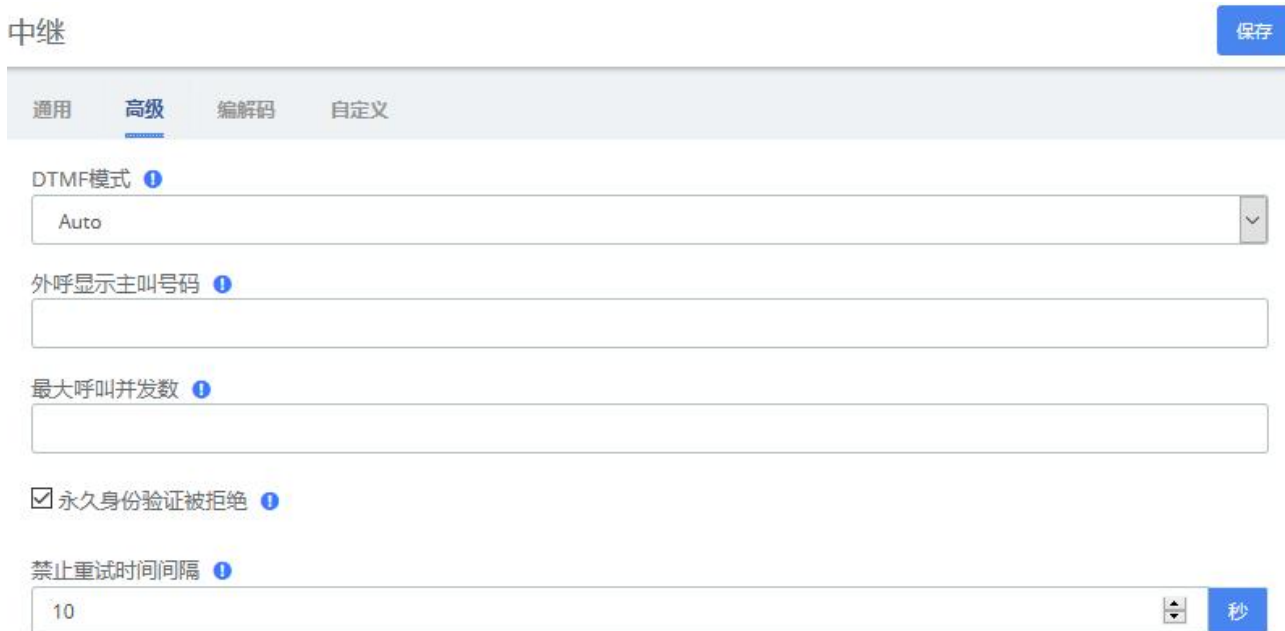 中继
保存
通用 高级 编解码 自定义
DTMF模式
Auto
外呼显示主叫号码
最大呼叫并发数
永久身份验证被拒绝
禁止重试时间间隔
10 秒